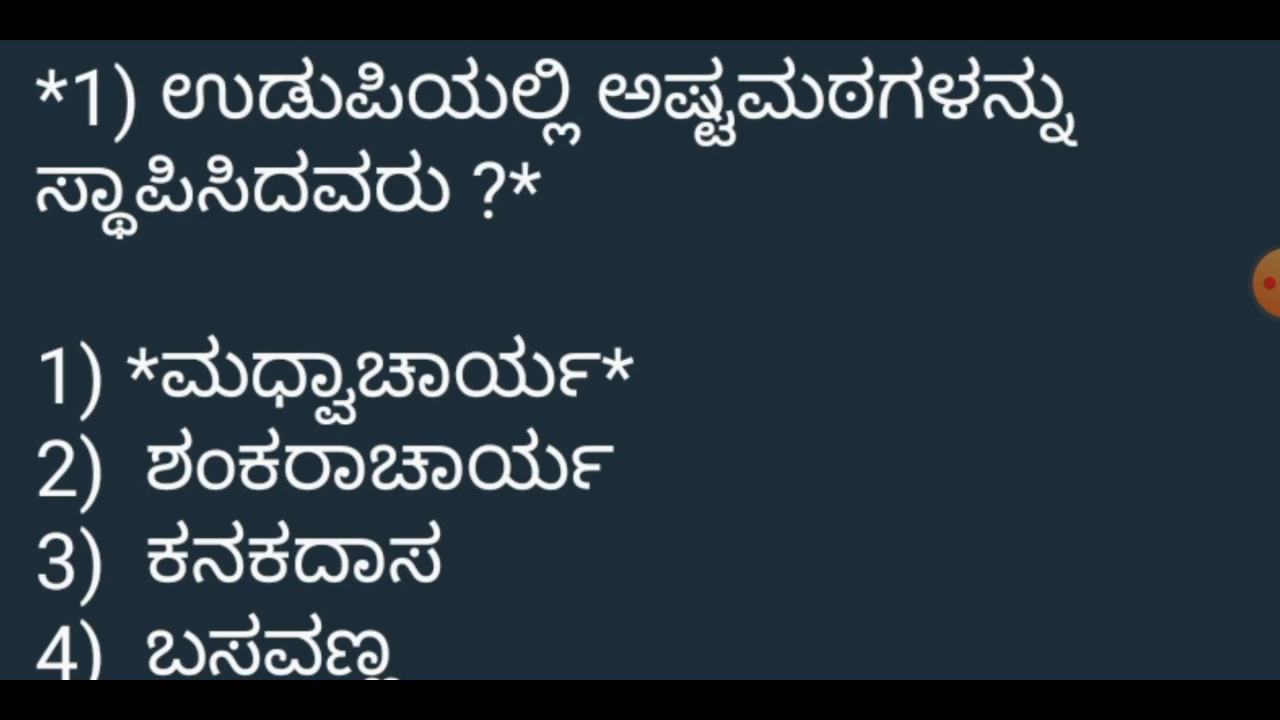 *1) ಉಡುಪಿಯಲ್ಲಿ ಅಷ್ಟಮಠಗಳನ್ನು
ಸ್ಥಾಪಿಸಿದವರು ?*
1) *ಮಧ್ವಾಚಾರ್ಯ*
2) ಶಂಕರಾಚಾರ್ಯ
3) ಕನಕದಾಸ
4) ಬಸವಣ್ಣ